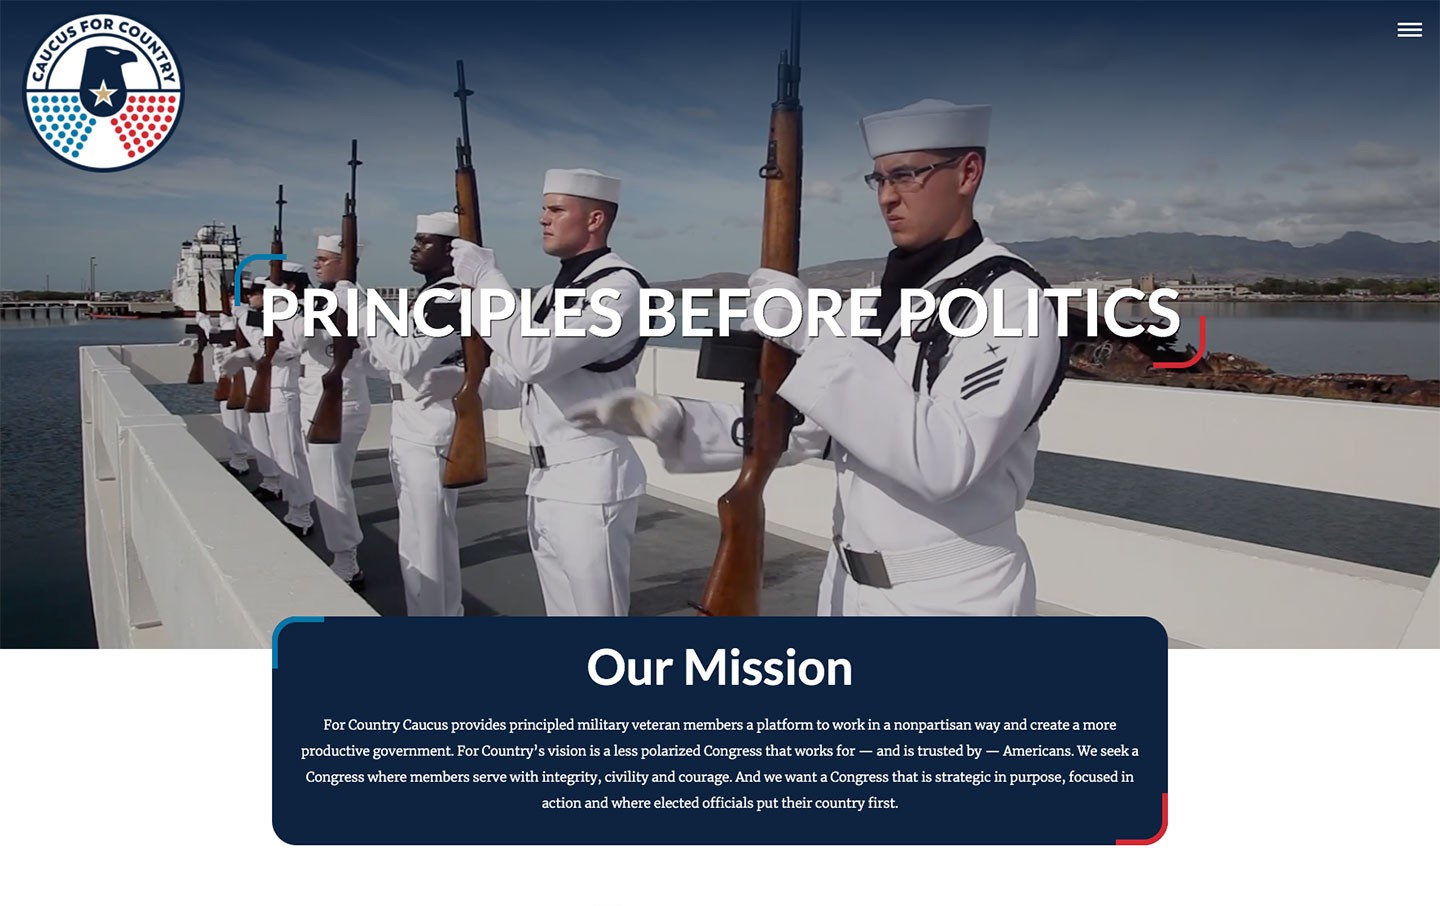 CAUCUS FOR COUNTRY
PRINCIPLES BEFORE POLITICS
Our Mission
For Country Caucus provides principled military veteran members a platform to work in a nonpartisan way and create a more
productive government. For Country’s vision is a less polarized Congress that works for — and is trusted by — Americans. We seek a
Congress where members serve with integrity, civility and courage. And we want a Congress that is strategic in purpose, focused in
action and where elected officials put their country first.